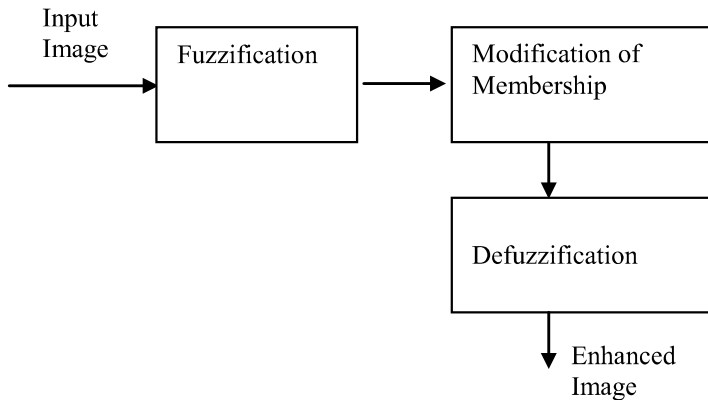 Input
Image
Fuzzification
Modification of
Membership
Defuzzification
Enhanced
Image